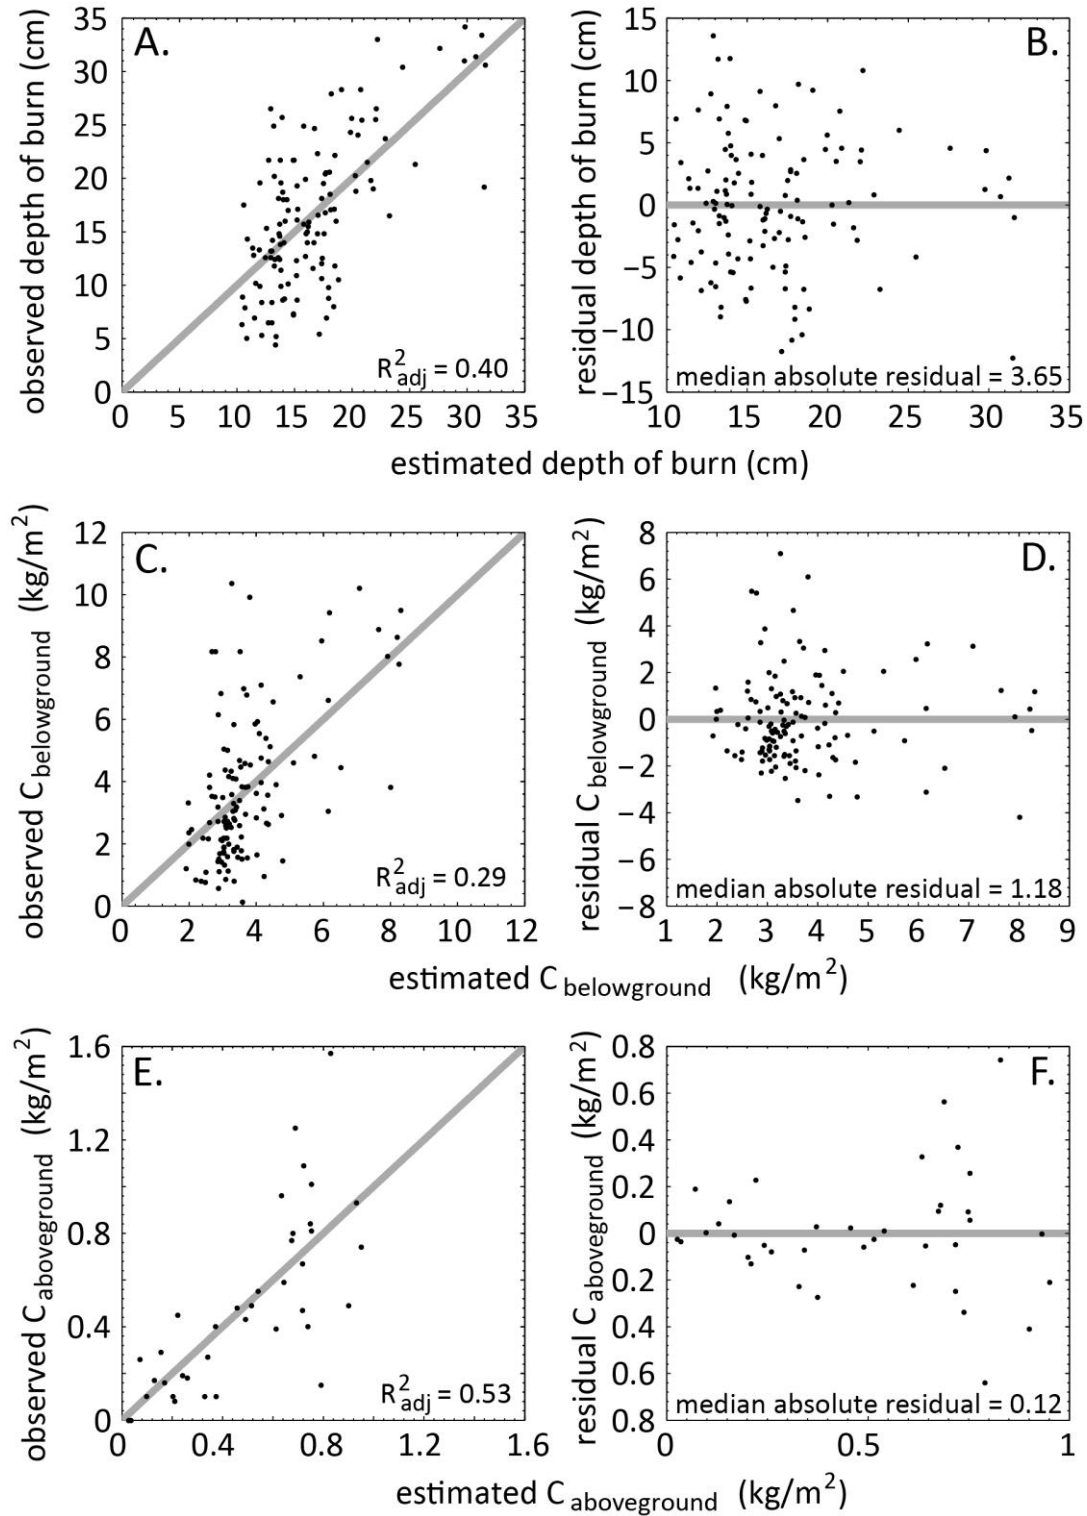 A.
observed depth of burn (cm)
35
30
25
20
15
10
5
0
R²adj = 0.40
0 5 10 15 20 25 30 35
B.
residual depth of burn (cm)
15
10
5
0
−5
−10
−15
median absolute residual = 3.65
10 15 20 25 30 35
estimated depth of burn (cm)
C.
observed Cbelowground (kg/m²)
12
10
8
6
4
2
0
R²adj = 0.29
0 2 4 6 8 10 12
D.
residual Cbelowground (kg/m²)
8
6
4
2
0
−2
−4
−6
−8
median absolute residual = 1.18
1 2 3 4 5 6 7 8 9
estimated Cbelowground (kg/m²)
E.
observed Caboveground (kg/m²)
1.6
1.2
0.8
0.4
0
R²adj = 0.53
0 0.4 0.8 1.2 1.6
F.
residual Caboveground (kg/m²)
0.8
0.6
0.4
0.2
0
0.2
0.4
0.6
0.8
median absolute residual = 0.12
0 0.5 1
estimated Caboveground (kg/m²)